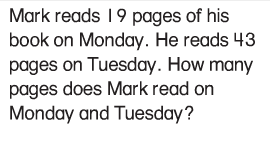 Mark reads 19 pages of his
book on Monday. He reads 43
pages on Tuesday. How many
pages does Mark read on
Monday and Tuesday?